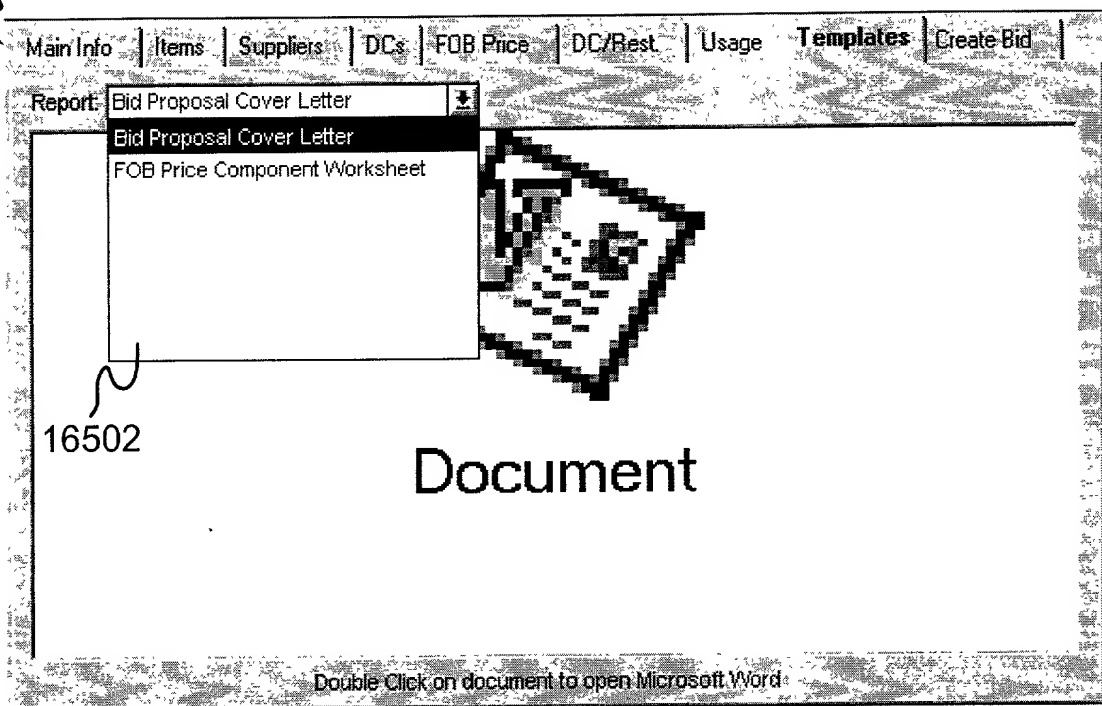 Main Info Items Suppliers DCs FOB Price DC/Rest. Usage Templates Create Bid
Report: Bid Proposal Cover Letter
Bid Proposal Cover Letter
FOB Price Component Worksheet
16502
Document
Double Click on document to open Microsoft Word